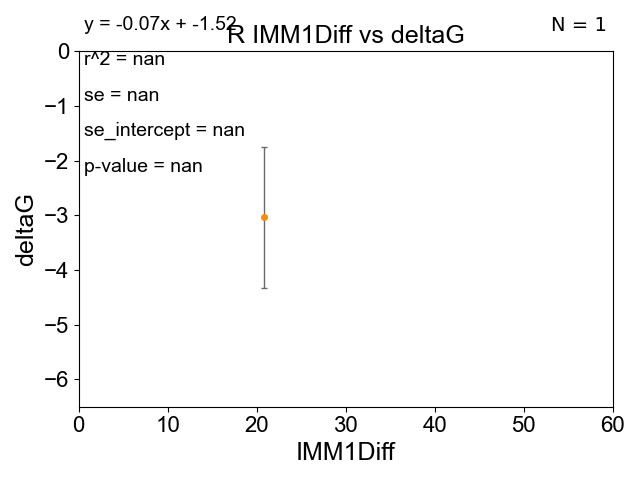 y = -0.07x + -1.52
N = 1
R IMM1Diff vs deltaG
r^2 = nan
se = nan
se_intercept = nan
p-value = nan
deltaG
0
−1
−2
−3
−4
−5
−6
0 10 20 30 40 50 60
IMM1Diff